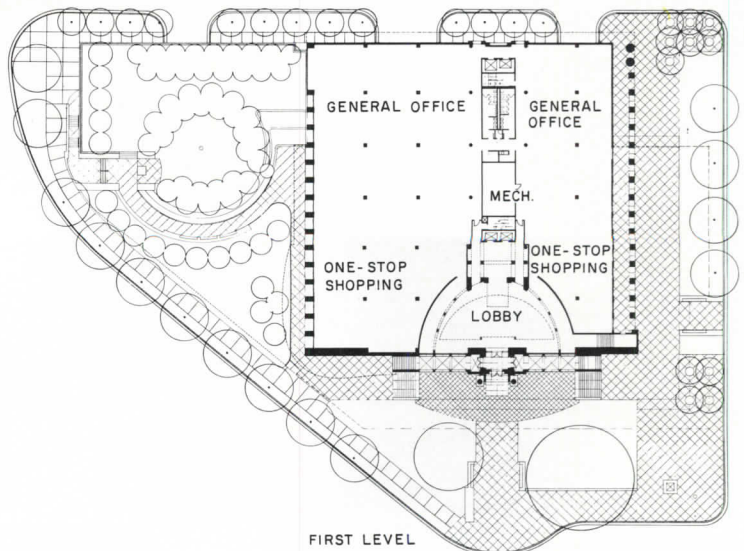 GENERAL OFFICE
GENERAL
OFFICE
MECH.
ONE-STOP
SHOPPING
ONE-STOP
SHOPPING
LOBBY
FIRST LEVEL